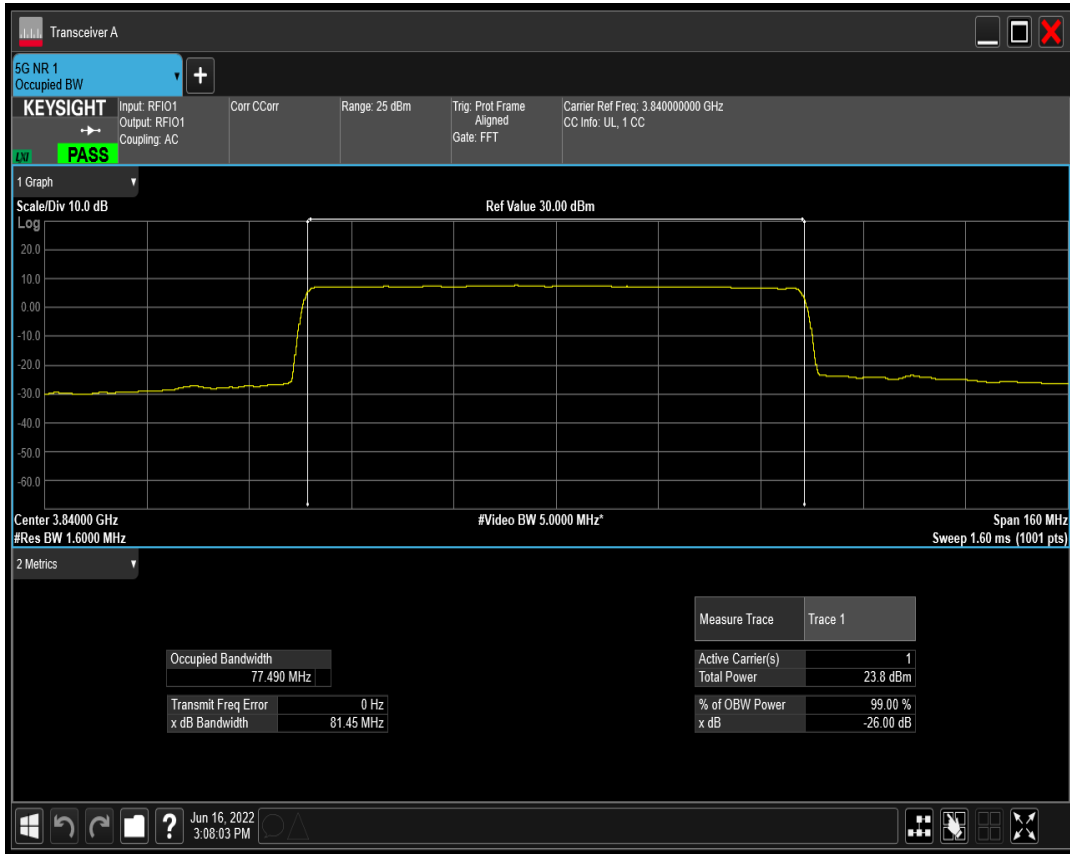 Transceiver A
5G NR 1
Occupied BW
+
KEYSIGHT
Input: RFIO1
Output: RFIO1
Coupling: AC
Corr CCorr
Range: 25 dBm
Trig: Prot Frame
Aligned
Gate: FFT
Carrier Ref Freq: 3.840000000 GHz
CC Info: UL, 1 CC
LXI
PASS
1 Graph
Scale/Div 10.0 dB
Ref Value 30.00 dBm
Log
20.0
10.0
0.00
-10.0
-20.0
-30.0
-40.0
-50.0
-60.0
Center 3.84000 GHz
#Video BW 5.0000 MHz*
Span 160 MHz
#Res BW 1.6000 MHz
Sweep 1.60 ms (1001 pts)
2 Metrics
Measure Trace Trace 1
Occupied Bandwidth
77.490 MHz
Active Carrier(s) 1
Total Power 23.8 dBm
Transmit Freq Error 0 Hz
x dB Bandwidth 81.45 MHz
% of OBW Power 99.00 %
x dB -26.00 dB
?
Jun 16, 2022
3:08:03 PM